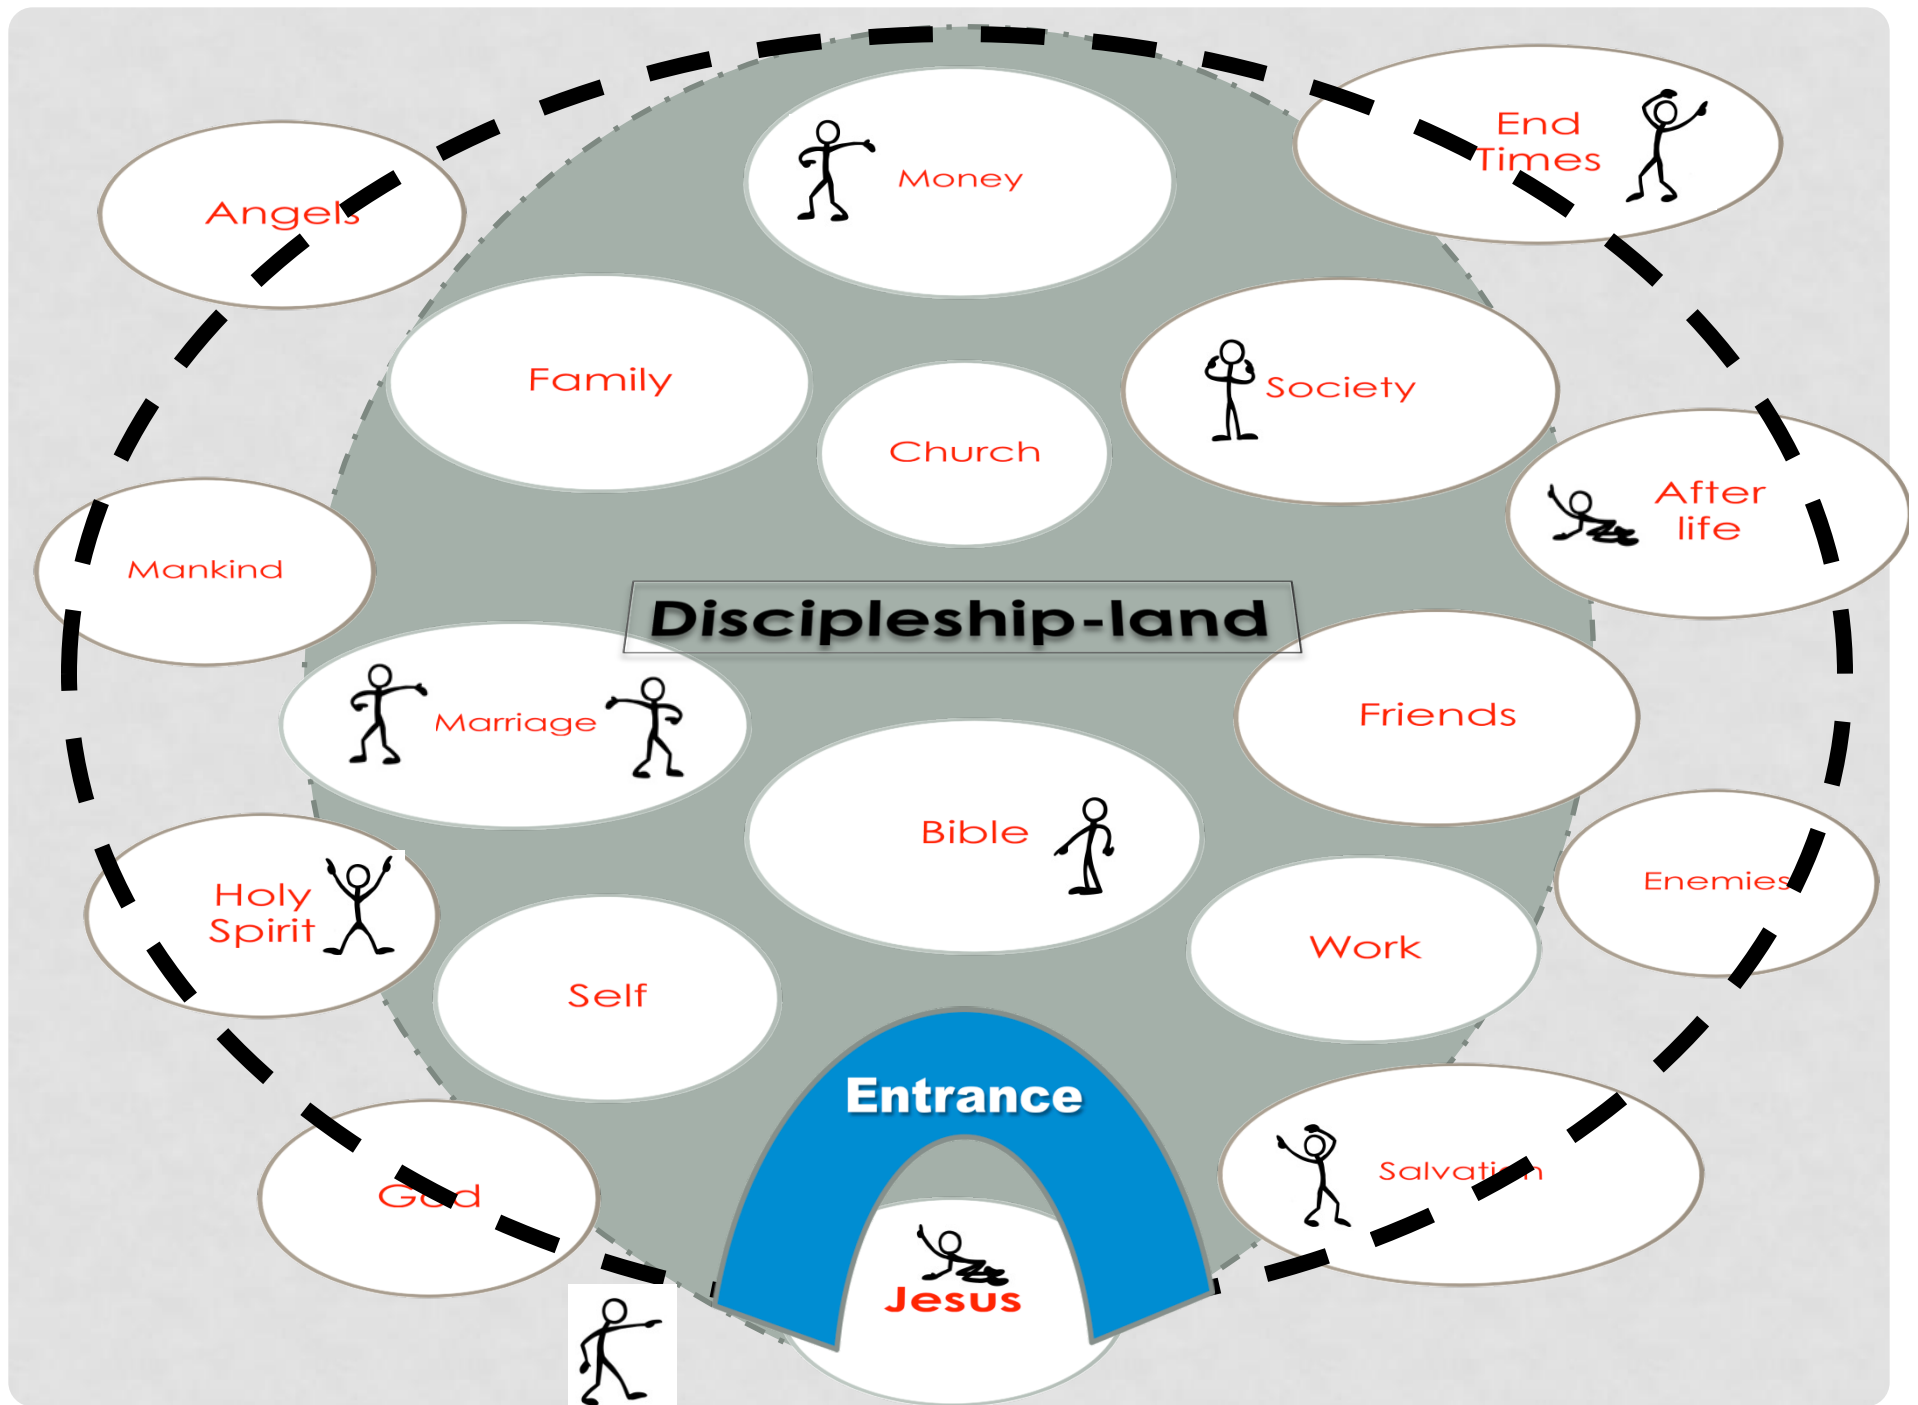 End
Times
Money
Angels
Family
Society
Church
After
life
Mankind
Discipleship-land
Friends
Marriage
Bible
Enemies
Holy
Spirit
Work
Self
Entrance
Salvation
God
Jesus